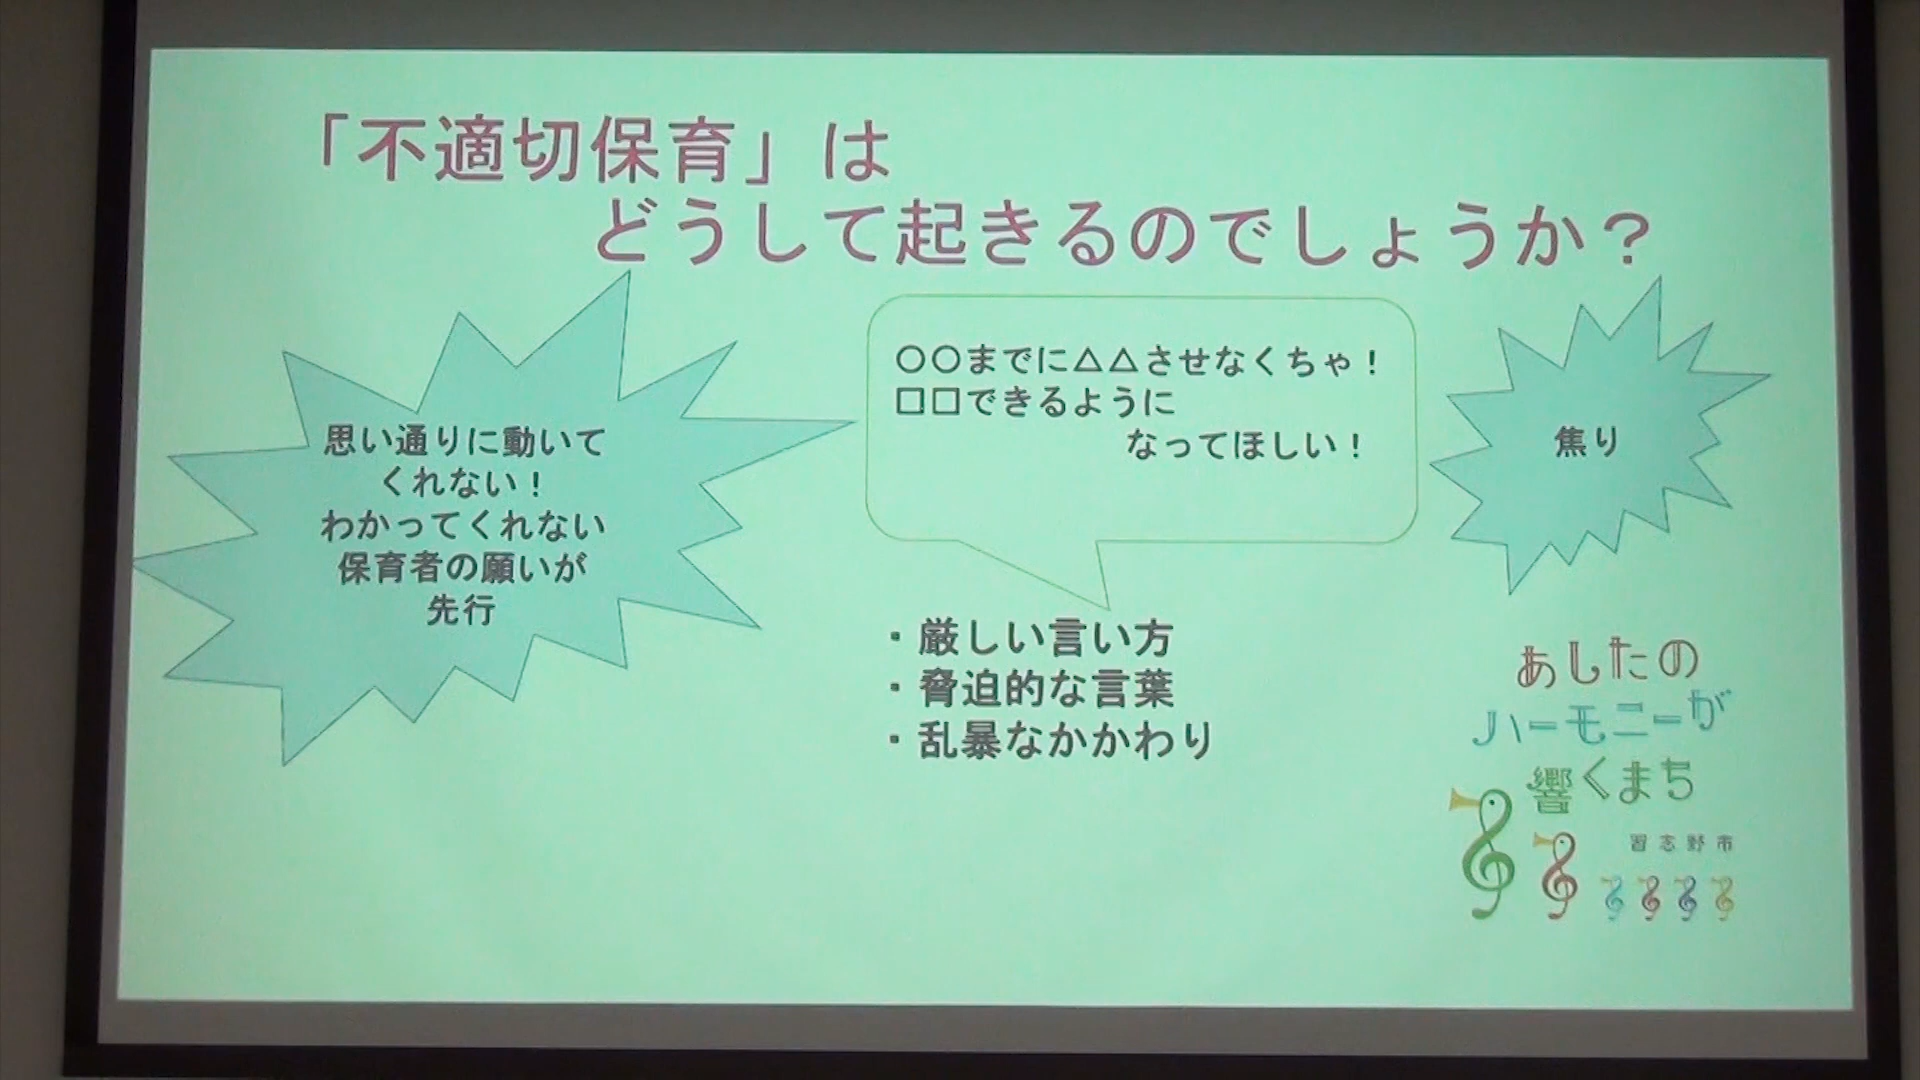 「不適切保育」は
どうして起きるのでしょうか？
思い通りに動いて
くれない！
わかってくれない
保育者の願いが
先行
〇〇までに△△させなくちゃ！
□□できるように
なってほしい！
焦り
・厳しい言い方
・脅迫的な言葉
・乱暴なかかわり
あしたの
ハーモニーが
響くまち
習志野市